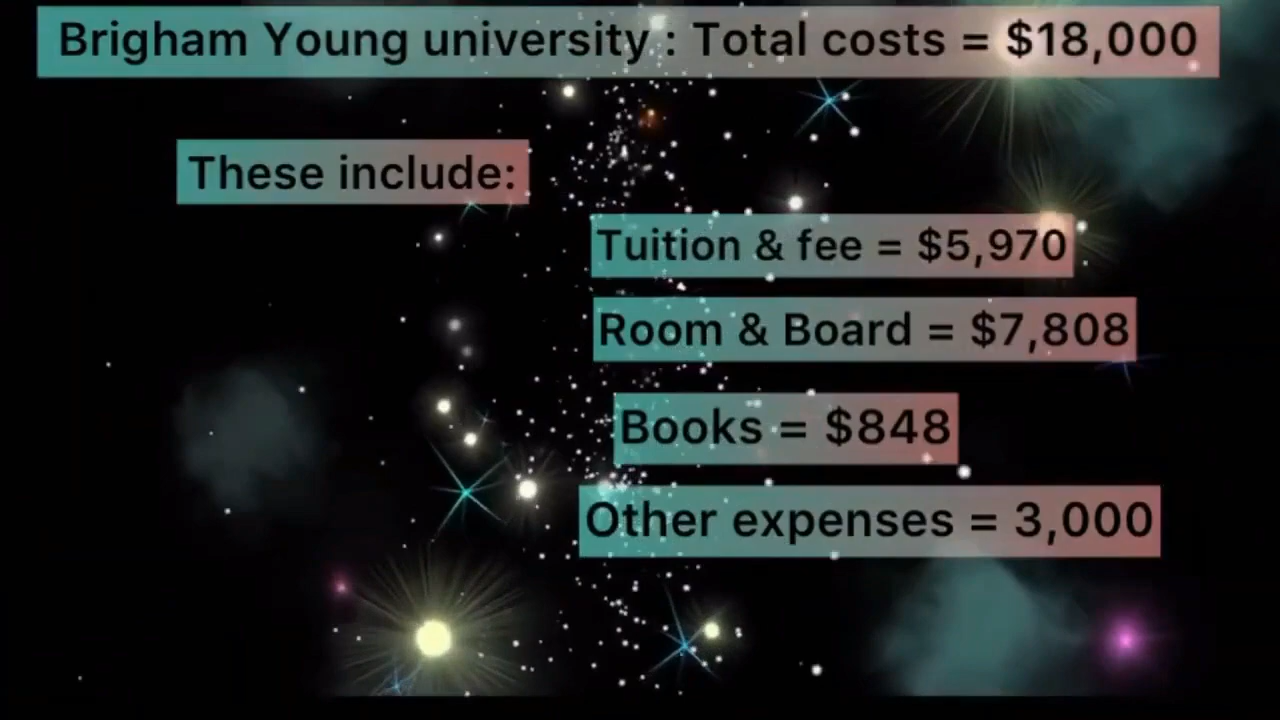 Brigham Young university : Total costs = $18,000
These include:
Tuition & fee = $5,970
Room & Board = $7,808
Books = $848
Other expenses = 3,000